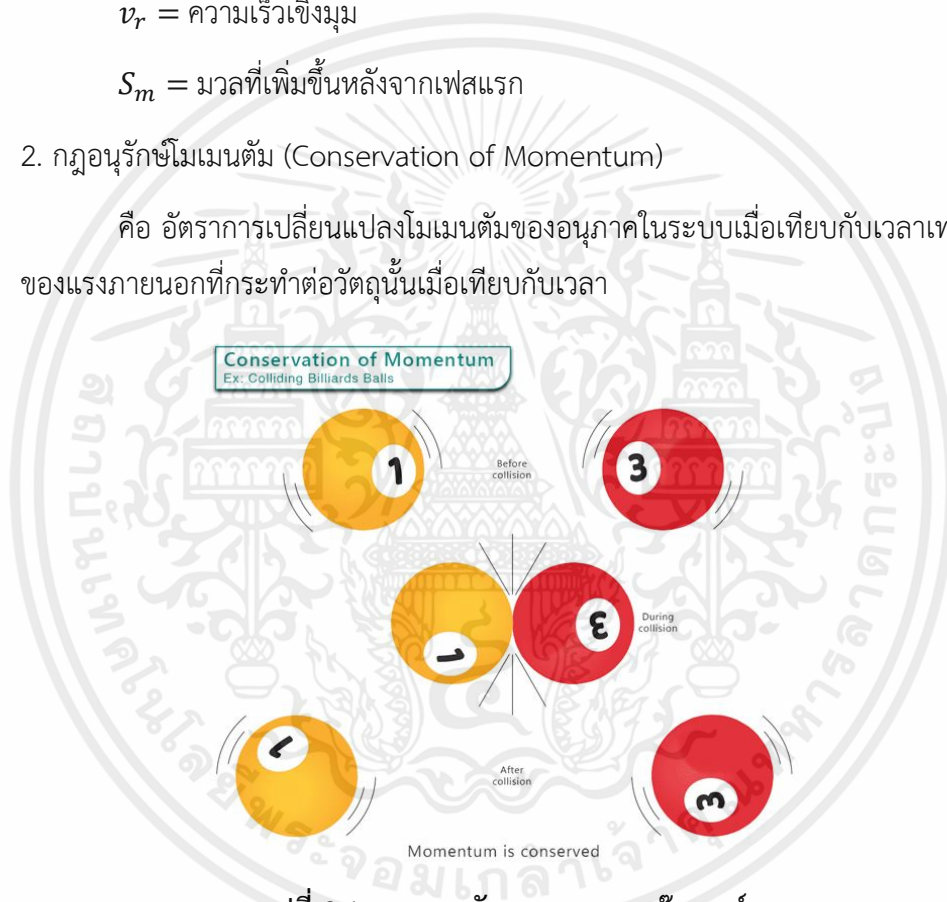 𝑣𝑟 = ความเร็วเชิงมุม
𝑆𝑚 = มวลที่เพิ่มขึ้นหลังจากเฟสแรก
2. กฎอนุรักษ์โมเมนตัม (Conservation of Momentum)
คือ อัตราการเปลี่ยนแปลงโมเมนตัมของอนุภาคในระบบเมื่อเทียบกับเวลาเท
ของแรงภายนอกที่กระทำต่อวัตถุนั้นเมื่อเทียบกับเวลา
Conservation of Momentum
Ex: Colliding Billiards Balls
1
Before
collision
3
1
3
During
collision
1
After
collision
3
Momentum is conserved